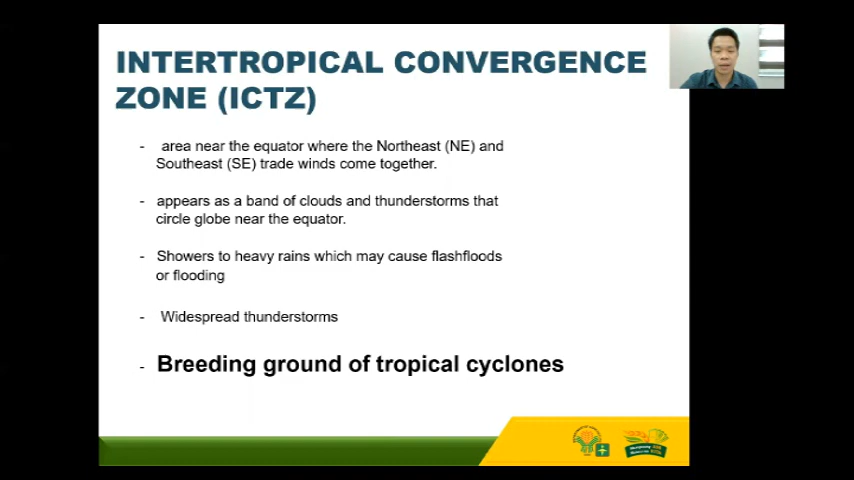 INTERTROPICAL CONVERGENCE
ZONE (ICTZ)
- area near the equator where the Northeast (NE) and
Southeast (SE) trade winds come together.
- appears as a band of clouds and thunderstorms that
circle globe near the equator.
- Showers to heavy rains which may cause flashfloods
or flooding
- Widespread thunderstorms
- Breeding ground of tropical cyclones